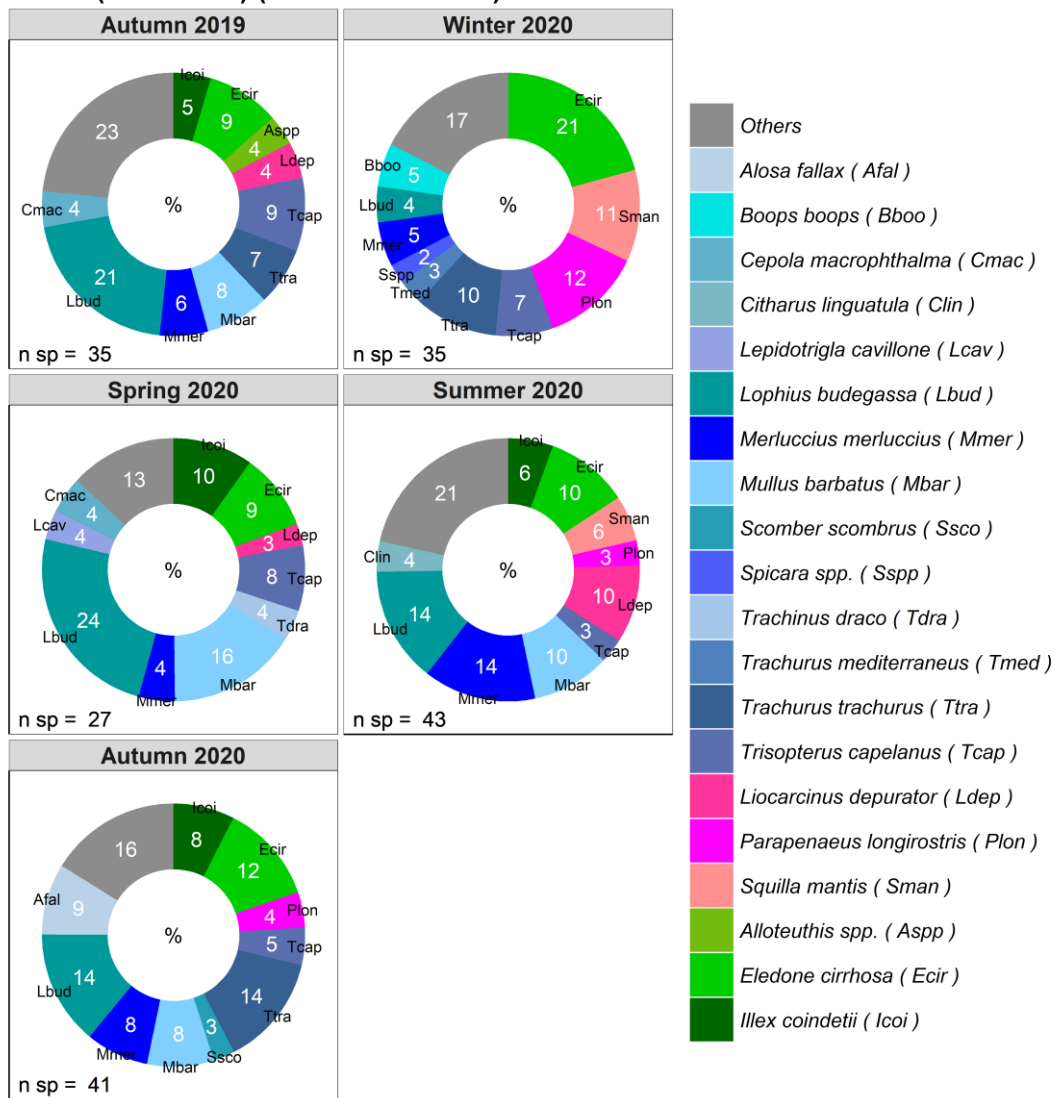 Autumn 2019
Icoi
5
Ecir
9
Aspp
4
Ldep
4
Tcap
9
Ttra
7
Mbar
8
Mmer
6
Lbud
21
Cmac
4
23
%
n sp = 35
Winter 2020
Ecir
21
Sman
11
Plon
12
Tcap
7
Ttra
10
Tmed
3
Sspp
2
Mmer
5
Lbud
4
Bboo
5
17
%
n sp = 35
Spring 2020
Icoi
10
Ecir
9
Ldep
3
Tcap
8
Tdra
4
Mbar
16
Mmer
4
Lbud
24
Lcav
4
Cmac
4
13
%
n sp = 27
Summer 2020
Icoi
6
Ecir
10
Sman
6
Plon
3
Ldep
10
Tcap
3
Mbar
10
Mmer
14
Lbud
14
Clin
4
21
%
n sp = 43
Autumn 2020
Icoi
8
Ecir
12
Plon
4
Tcap
5
Ttra
14
Ssco
3
Mbar
8
Mmer
8
Lbud
14
Afal
9
16
%
n sp = 41
Others
Alosa fallax ( Afal )
Boops boops ( Bboo )
Cepola macrophthalma ( Cmac )
Citharus linguatula ( Clin )
Lepidotrigla cavillone ( Lcav )
Lophius budegassa ( Lbud )
Merluccius merluccius ( Mmer )
Mullus barbatus ( Mbar )
Scomber scombrus ( Ssco )
Spicara spp. ( Sspp )
Trachinus draco ( Tdra )
Trachurus mediterraneus ( Tmed )
Trachurus trachurus ( Ttra )
Trisopterus capelanus ( Tcap )
Liocarcinus depurator ( Ldep )
Parapenaeus longirostris ( Plon )
Squilla mantis ( Sman )
Alloteuthis spp. ( Aspp )
Eledone cirrhosa ( Ecir )
Illex coindetii ( Icoi )